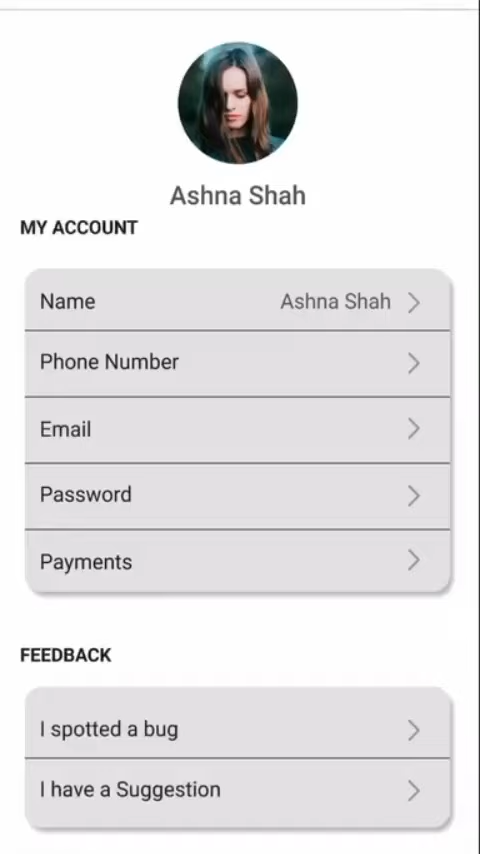 Ashna Shah
MY ACCOUNT
Name Ashna Shah
Phone Number
Email
Password
Payments
FEEDBACK
I spotted a bug
I have a Suggestion